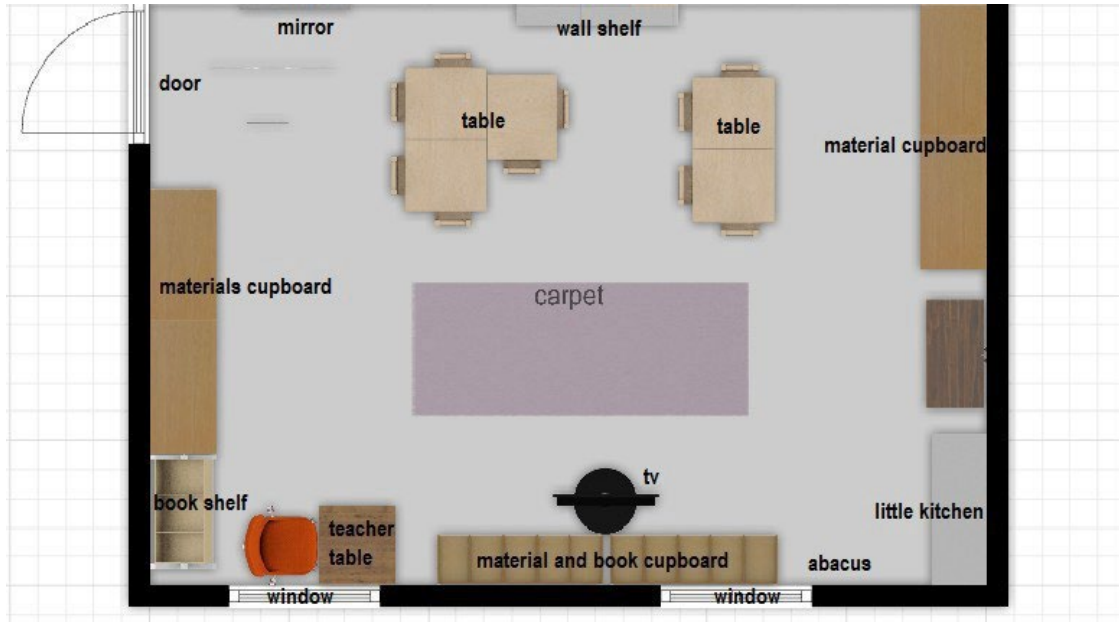 mirror
wall shelf
door
table
table
material cupboard
materials cupboard
carpet
tv
book shelf
little kitchen
teacher
table
material and book cupboard
abacus
window
window